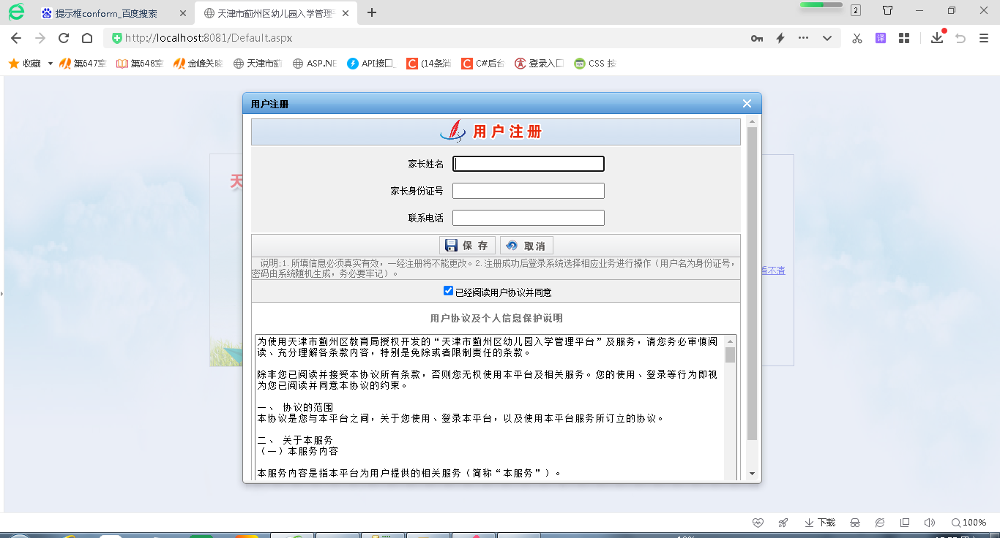 提示框conform_百度搜索
天津市蓟州区幼儿园入学管理
2
http://localhost:8081/Default.aspx
译
收藏 第647章 第648章 金峰关晓 天津市蓟 ASP.NE API接口_ (14条消 C#后台 登录入口 CSS 按
用户注册
用户注册
天
家长姓名
家长身份证号
联系电话
保 存 取消
说明;1. 所填信息必须真实有效，一经注册将不能更改。2. 注册成功后登录系统选择相应业务进行操作（用户名为身份证号，
密码由系统随机生成，务必要牢记）。
看不清
已经阅读用户协议并同意
用户协议及个人信息保护说明
为使用天津市蓟州区教育局授权开发的“天津市蓟州区幼儿园入学管理平台”及服务，请您务必审慎阅
读、充分理解各条款内容，特别是免除或者限制责任的条款。
除非您已阅读并接受本协议所有条款，否则您无权使用本平台及相关服务。您的使用、登录等行为即视
为您已阅读并同意本协议的约束。
一、 协议的范围
本协议是您与本平台之间，关于您使用、登录本平台，以及使用本平台服务所订立的协议。
二、 关于本服务
（一）本服务内容
本服务内容是指本平台为用户提供的相关服务（简称“本服务”）。
下载 100%